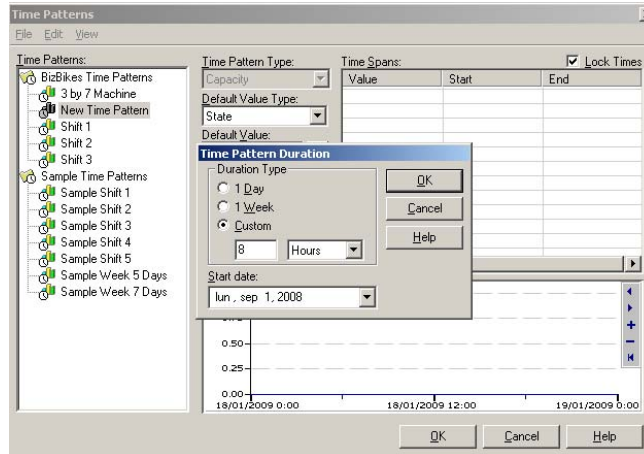 Time Patterns
File Edit View
Time Patterns:
BizBikes Time Patterns
3 by 7 Machine
New Time Pattern
Shift 1
Shift 2
Shift 3
Sample Time Patterns
Sample Shift 1
Sample Shift 2
Sample Shift 3
Sample Shift 4
Sample Shift 5
Sample Week 5 Days
Sample Week 7 Days
Time Pattern Type:
Capacity
Default Value Type:
State
Default Value:
Time Spans:
Lock Times
Value Start End
Time Pattern Duration
Duration Type
1 Day
1 Week
Custom
8 Hours
Start date:
lun , sep 1, 2008
OK
Cancel
Help
0.50
0.25
0.00
18/01/2009 0:00 18/01/2009 12:00 19/01/2009 0:00
OK Cancel Help